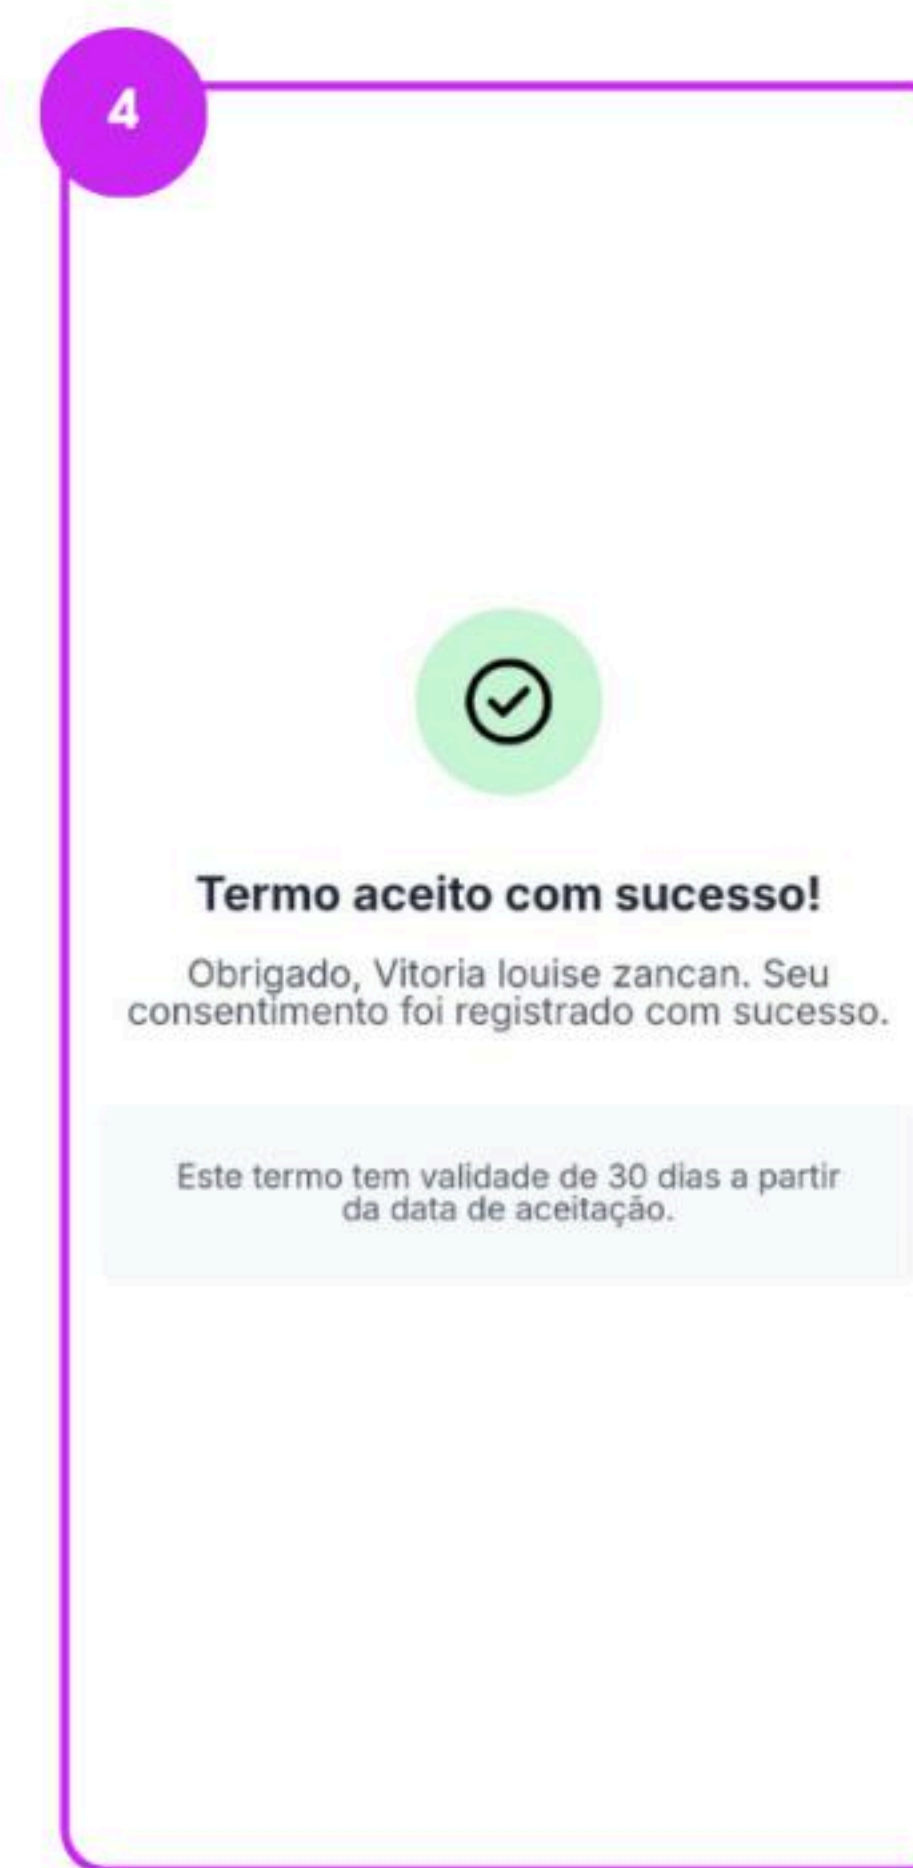 4
Termo aceito com sucesso!
Obrigado, Vitoria louise zancan. Seu
consentimento foi registrado com sucesso.
Este termo tem validade de 30 dias a partir
da data de aceitação.